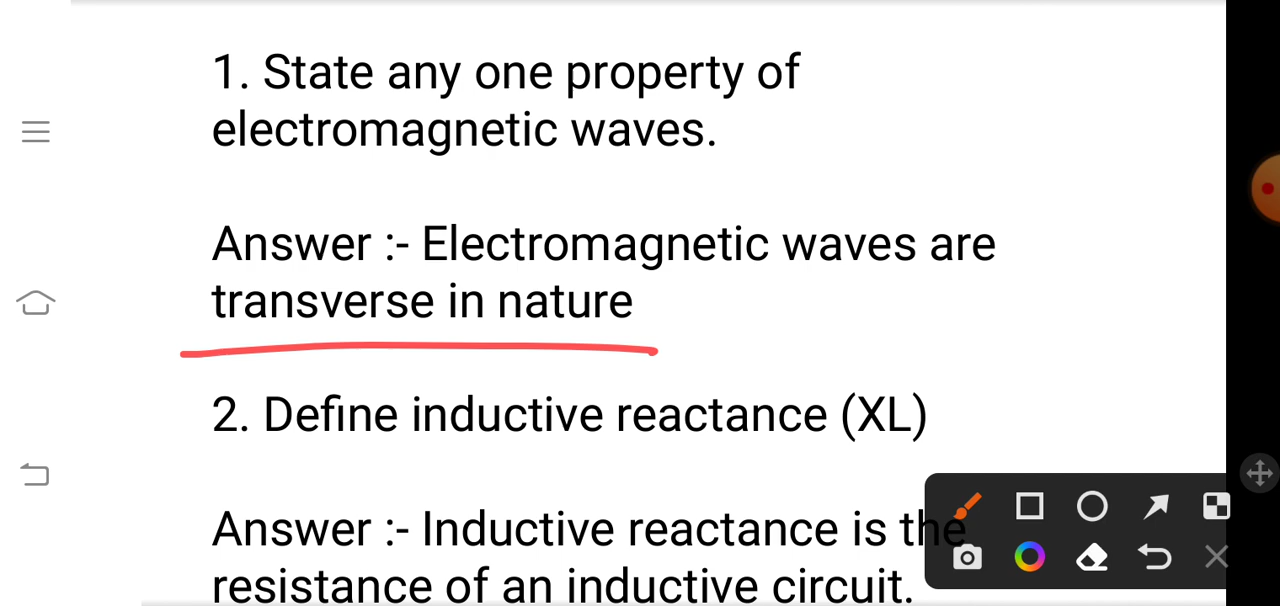 1. State any one property of
electromagnetic waves.
Answer :- Electromagnetic waves are
transverse in nature
2. Define inductive reactance (XL)
Answer :- Inductive reactance is the
resistance of an inductive circuit.